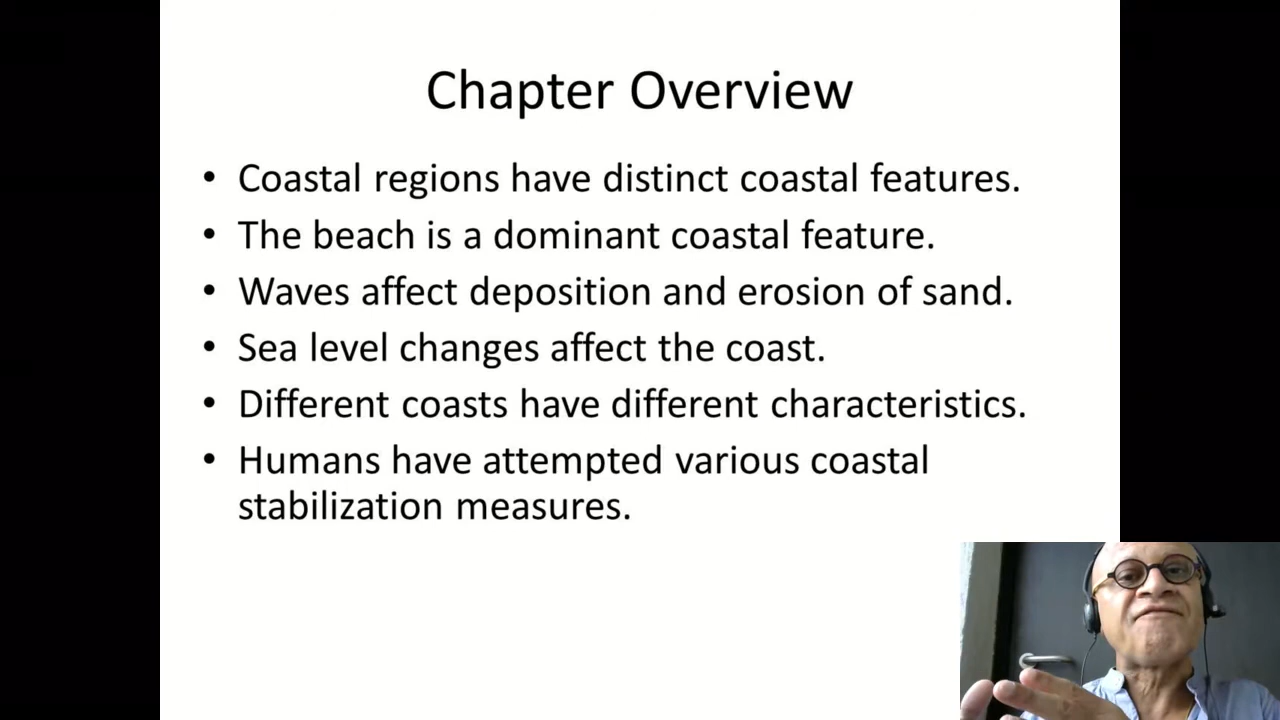 Chapter Overview
• Coastal regions have distinct coastal features.
• The beach is a dominant coastal feature.
• Waves affect deposition and erosion of sand.
• Sea level changes affect the coast.
• Different coasts have different characteristics.
• Humans have attempted various coastal
stabilization measures.